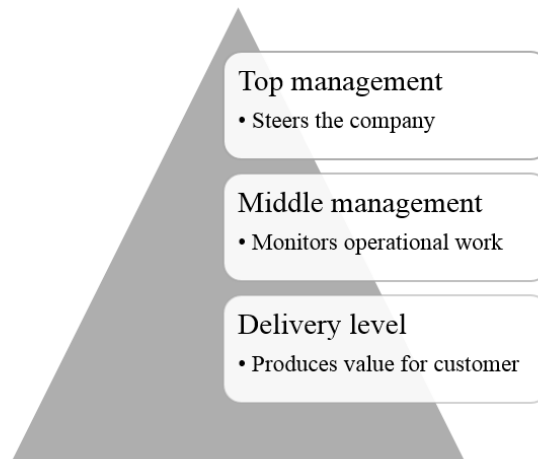 Top management
• Steers the company
Middle management
• Monitors operational work
Delivery level
• Produces value for customer